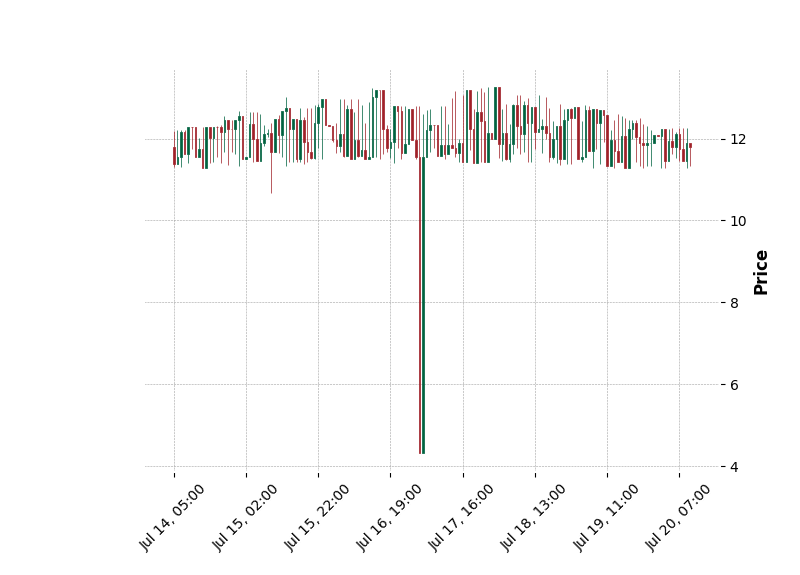 12
10
8
6
4
Price
Jul 14, 05:00
Jul 15, 02:00
Jul 15, 22:00
Jul 16, 19:00
Jul 17, 16:00
Jul 18, 13:00
Jul 19, 11:00
Jul 20, 07:00